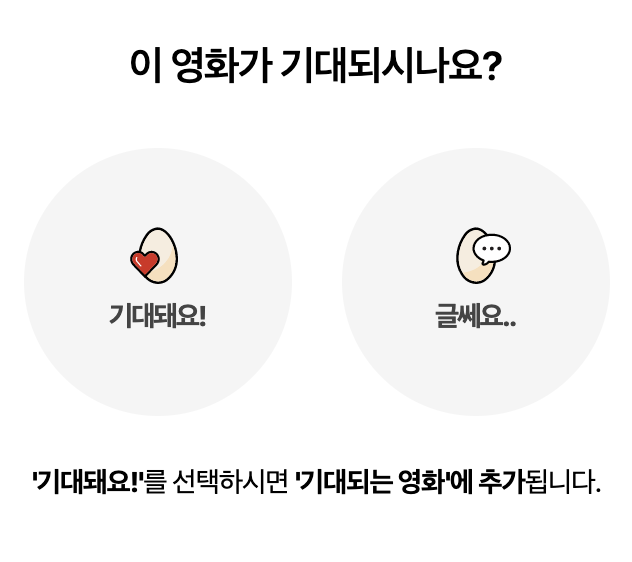 이 영화가 기대되시나요?
기대돼요!
글쎄요..
'기대돼요!'를 선택하시면 '기대되는 영화'에 추가됩니다.